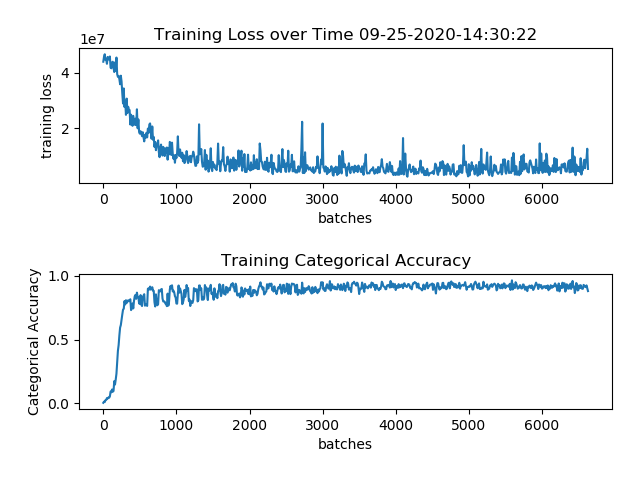 Training Loss over Time 09-25-2020-14:30:22
1e7
4
2
training loss
0 1000 2000 3000 4000 5000 6000
batches
Training Categorical Accuracy
1.0
0.5
0.0
Categorical Accuracy
0 1000 2000 3000 4000 5000 6000
batches